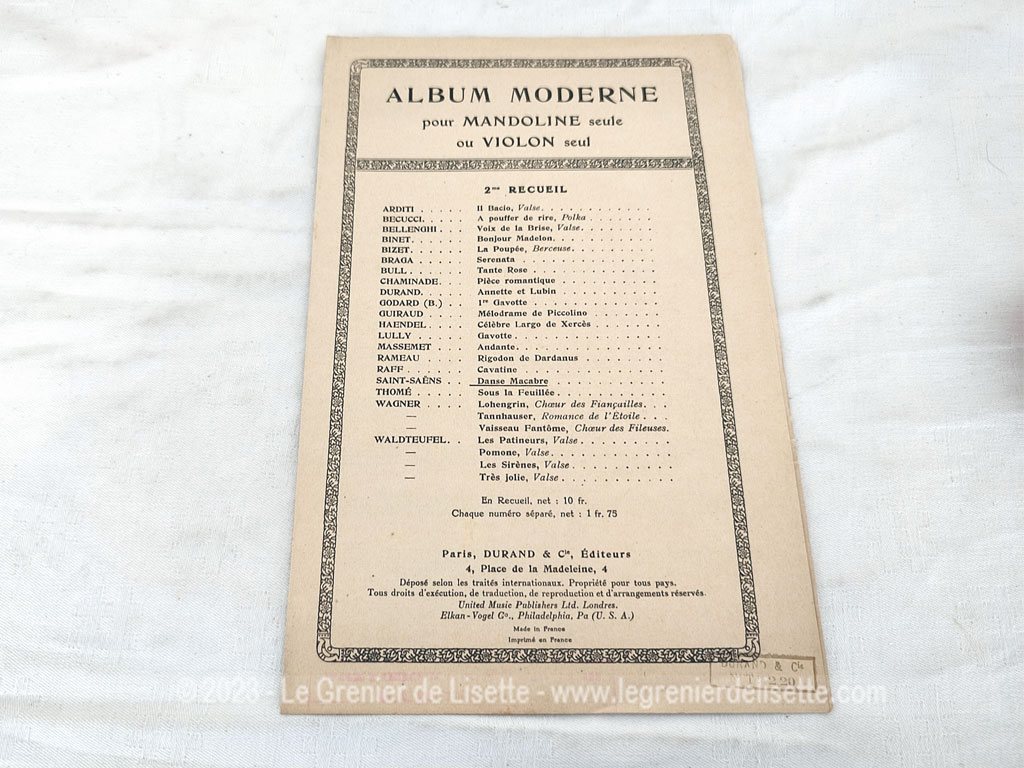 ALBUM MODERNE
pour MANDOLINE seule
ou VIOLON seul
2me RECUEIL
ARDITI . . . . . Il Bacio, Valse. . . . . . . . . . . . .
BECUCCI. . . . . A pouffer de rire, Polka . . . . . . .
BELLENGHI . . . Voix de la Brise, Valse. . . . . . . .
BINET. . . . . . Bonjour Madelon. . . . . . . . . . . .
BIZET. . . . . . La Poupée, Berceuse. . . . . . . . . .
BRAGA . . . . . Serenata . . . . . . . . . . . . . . .
BULL . . . . . . Tante Rose . . . . . . . . . . . . . .
CHAMINADE. . . Pièce romantique . . . . . . . . . . .
DURAND. . . . . Annette et Lubin . . . . . . . . . . .
GODARD (B.) . . 1re Gavotte . . . . . . . . . . . . . .
GUIRAUD . . . . Mélodrame de Piccolino . . . . . . .
HAENDEL. . . . Célèbre Largo de Xercès . . . . . . .
LULLY . . . . . Gavotte. . . . . . . . . . . . . . . .
MASSEMET . . . Andante. . . . . . . . . . . . . . . .
RAMEAU . . . . Rigodon de Dardanus . . . . . . . .
RAFF. . . . . . Cavatine . . . . . . . . . . . . . . .
SAINT-SAËNS . . Danse Macabre . . . . . . . . . . .
THOMÉ . . . . . Sous la Feuillée. . . . . . . . . . . .
WAGNER . . . . Lohengrin, Chœur des Fiançailles. . .
— Tannhauser, Romance de l'Étoile . . .
— Vaisseau Fantôme, Chœur des Fileuses.
WALDTEUFEL. . Les Patineurs, Valse . . . . . . . . .
— Pomone, Valse. . . . . . . . . . . .
— Les Sirènes, Valse . . . . . . . . . .
— Très jolie, Valse . . . . . . . . . . .
En Recueil, net : 10 fr.
Chaque numéro séparé, net : 1 fr. 75
Paris, DURAND & Cie, Éditeurs
4, Place de la Madeleine, 4
Déposé selon les traités internationaux. Propriété pour tous pays.
Tous droits d'exécution, de traduction, de reproduction et d'arrangements réservés.
United Music Publishers Ltd. Londres.
Elkan-Vogel Co., Philadelphia, Pa (U. S. A.)
Made in France
Imprimé en France
DURAND & Cie
2.20
© 2023 - Le Grenier de Lisette - www.legrenierdelisette.com